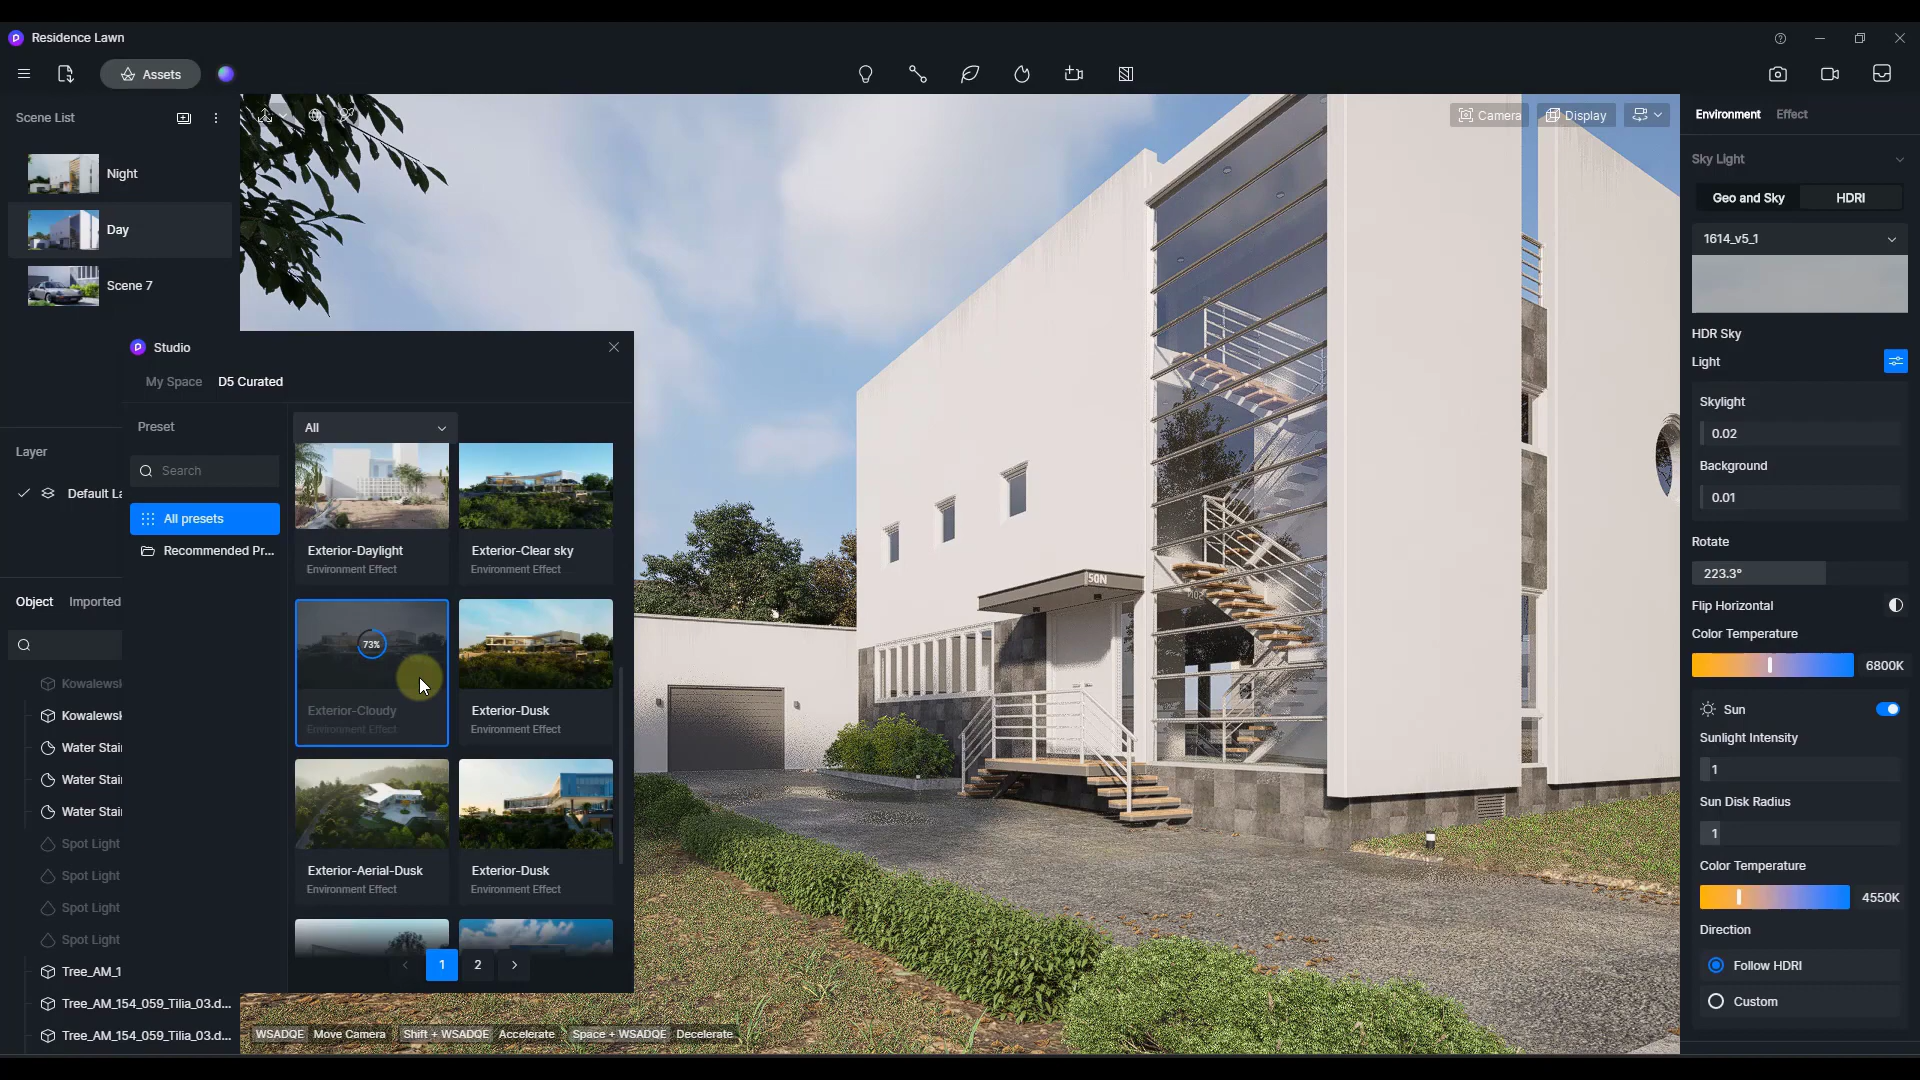 Residence Lawn
Assets
Scene List
Night
Day
Scene 7
Camera
Display
Environment Effect
Sky Light
Geo and Sky HDRI
1614_v5_1
HDR Sky
Light
Skylight
0.02
Background
0.01
Rotate
223.3°
Flip Horizontal
Color Temperature
6800K
Sun
Sunlight Intensity
1
Sun Disk Radius
1
Color Temperature
4550K
Direction
Follow HDRI
Custom
Studio
My Space D5 Curated
Preset
All
Search
All presets
Recommended Pr...
Exterior-Daylight
Environment Effect
Exterior-Clear sky
Environment Effect
73%
Exterior-Cloudy
Environment Effect
Exterior-Dusk
Environment Effect
Exterior-Aerial-Dusk
Environment Effect
Exterior-Dusk
Environment Effect
1 2
Layer
Default La
Object Imported
Kowalewsk
Kowalewsk
Water Stai
Water Stai
Water Stai
Spot Light
Spot Light
Spot Light
Spot Light
Tree_AM_1
Tree_AM_154_059_Tilia_03.d...
Tree_AM_154_059_Tilia_03.d...
50N
WSADQE Move Camera Shift + WSADQE Accelerate Space + WSADQE Decelerate